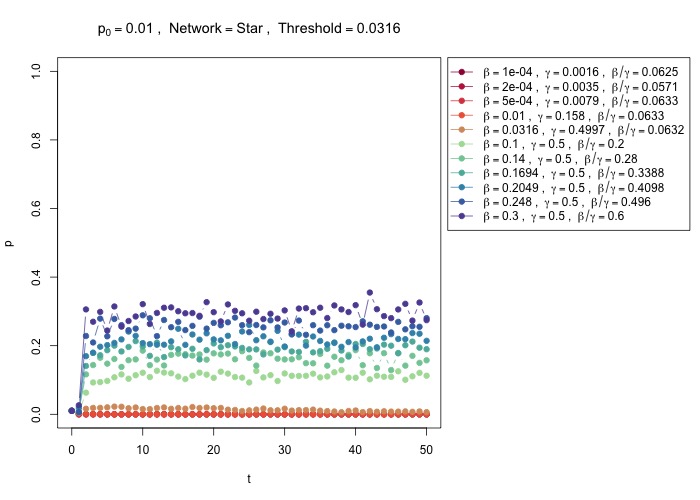 p₀ = 0.01 , Network = Star , Threshold = 0.0316
p
1.0
0.8
0.6
0.4
0.2
0.0
0 10 20 30 40 50
t
β = 1e-04 , γ = 0.0016 , β/γ = 0.0625
β = 2e-04 , γ = 0.0035 , β/γ = 0.0571
β = 5e-04 , γ = 0.0079 , β/γ = 0.0633
β = 0.01 , γ = 0.158 , β/γ = 0.0633
β = 0.0316 , γ = 0.4997 , β/γ = 0.0632
β = 0.1 , γ = 0.5 , β/γ = 0.2
β = 0.14 , γ = 0.5 , β/γ = 0.28
β = 0.1694 , γ = 0.5 , β/γ = 0.3388
β = 0.2049 , γ = 0.5 , β/γ = 0.4098
β = 0.248 , γ = 0.5 , β/γ = 0.496
β = 0.3 , γ = 0.5 , β/γ = 0.6